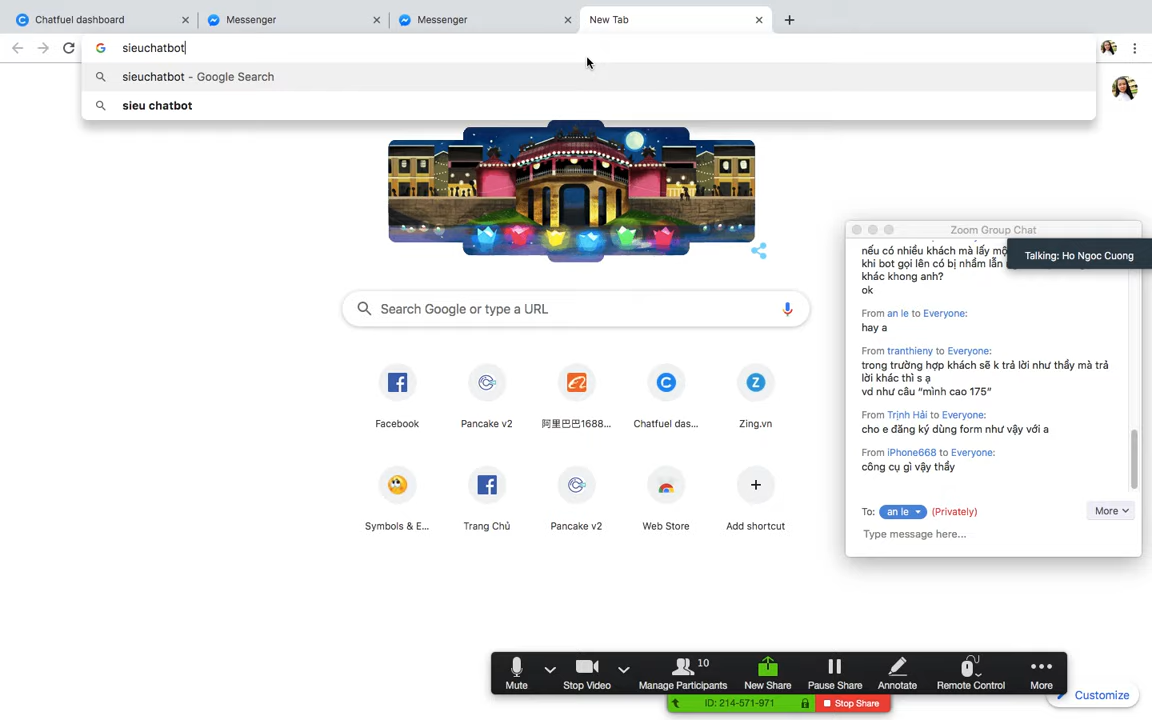 Chatfuel dashboard
Messenger
Messenger
New Tab
sieuchatbot
sieuchatbot - Google Search
sieu chatbot
Search Google or type a URL
Facebook
Pancake v2
阿里巴巴1688...
Chatfuel das...
Zing.vn
Symbols & E...
Trang Chủ
Pancake v2
Web Store
Add shortcut
Zoom Group Chat
Talking: Ho Ngoc Cuong
nếu có nhiều khách mà lấy
khi bot gọi lên có bị nhầm lẫn
khác khong anh?
ok
From an le to Everyone:
hay a
From tranthieny to Everyone:
trong trường hợp khách sẽ k trả lời như thầy mà trả
lời khác thì s ạ
vd như câu “mình cao 175”
From Trịnh Hải to Everyone:
cho e đăng ký dùng form như vậy với a
From iPhone668 to Everyone:
công cụ gì vậy thầy
To: an le (Privately)
More
Type message here...
Mute
Stop Video
10
Manage Participants
New Share
Pause Share
Annotate
Remote Control
More
ID: 214-571-971
Stop Share
Customize